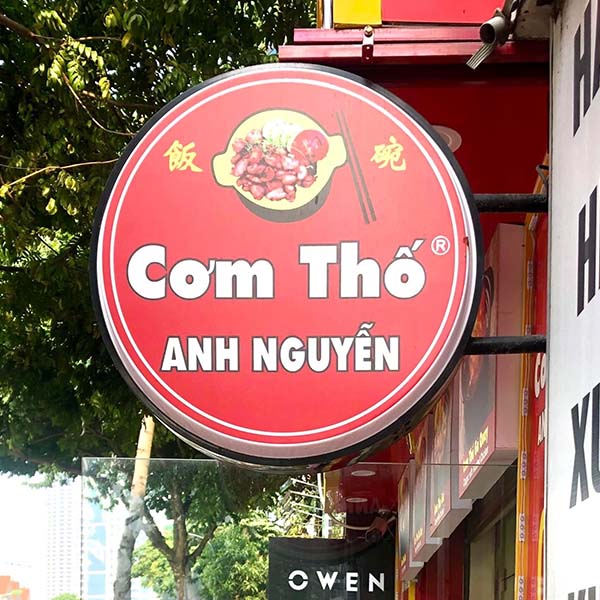 飯 碗
Cơm Thố®
ANH NGUYỄN
OWEN